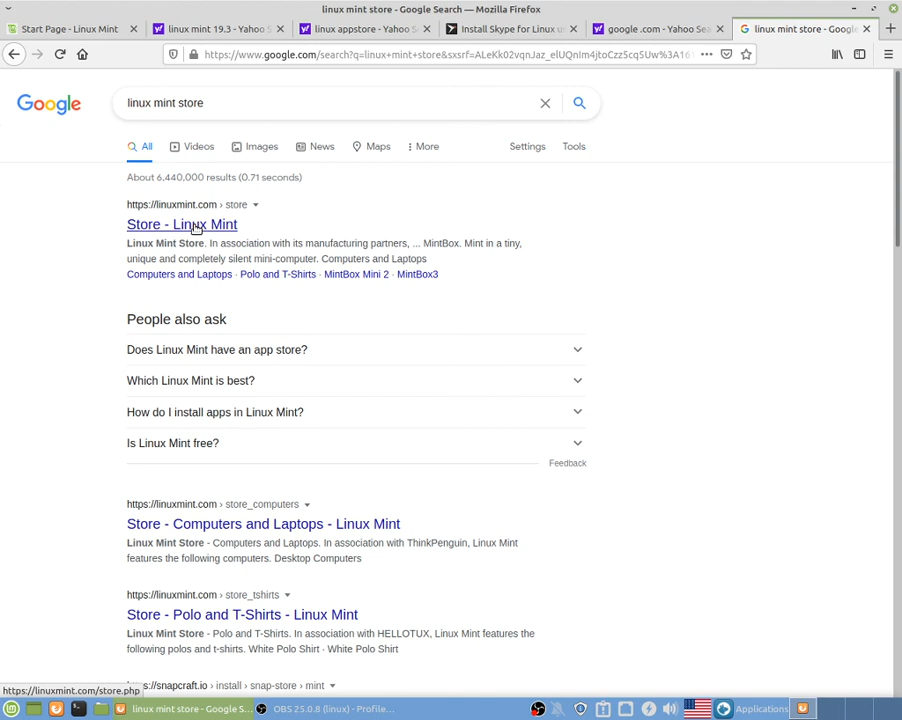 linux mint store - Google Search — Mozilla Firefox
Start Page - Linux Mint
linux mint 19.3 - Yahoo S
linux appstore - Yahoo S
Install Skype for Linux us
google .com - Yahoo Sea
linux mint store - Google
https://www.google.com/search?q=linux+mint+store&sxsrf=
Google
linux mint store
All
Videos
Images
News
Maps
More
Settings
Tools
About 6,440,000 results (0.71 seconds)
https://linuxmint.com › store
Store - Linux Mint
Linux Mint Store. In association with its manufacturing partners, ... MintBox. Mint in a tiny,
unique and completely silent mini-computer. Computers and Laptops
Computers and Laptops · Polo and T-Shirts · MintBox Mini 2 · MintBox3
People also ask
Does Linux Mint have an app store?
Which Linux Mint is best?
How do I install apps in Linux Mint?
Is Linux Mint free?
Feedback
https://linuxmint.com › store_computers
Store - Computers and Laptops - Linux Mint
Linux Mint Store - Computers and Laptops. In association with ThinkPenguin, Linux Mint
features the following computers. Desktop Computers
https://linuxmint.com › store_tshirts
Store - Polo and T-Shirts - Linux Mint
Linux Mint Store - Polo and T-Shirts. In association with HELLOTUX, Linux Mint features the
following polos and t-shirts. White Polo Shirt · White Polo Shirt
://snapcraft.io › install › snap-store › mint
https://linuxmint.com/store.php
linux mint store - Google S...
OBS 25.0.8 (linux) - Profile...
Applications